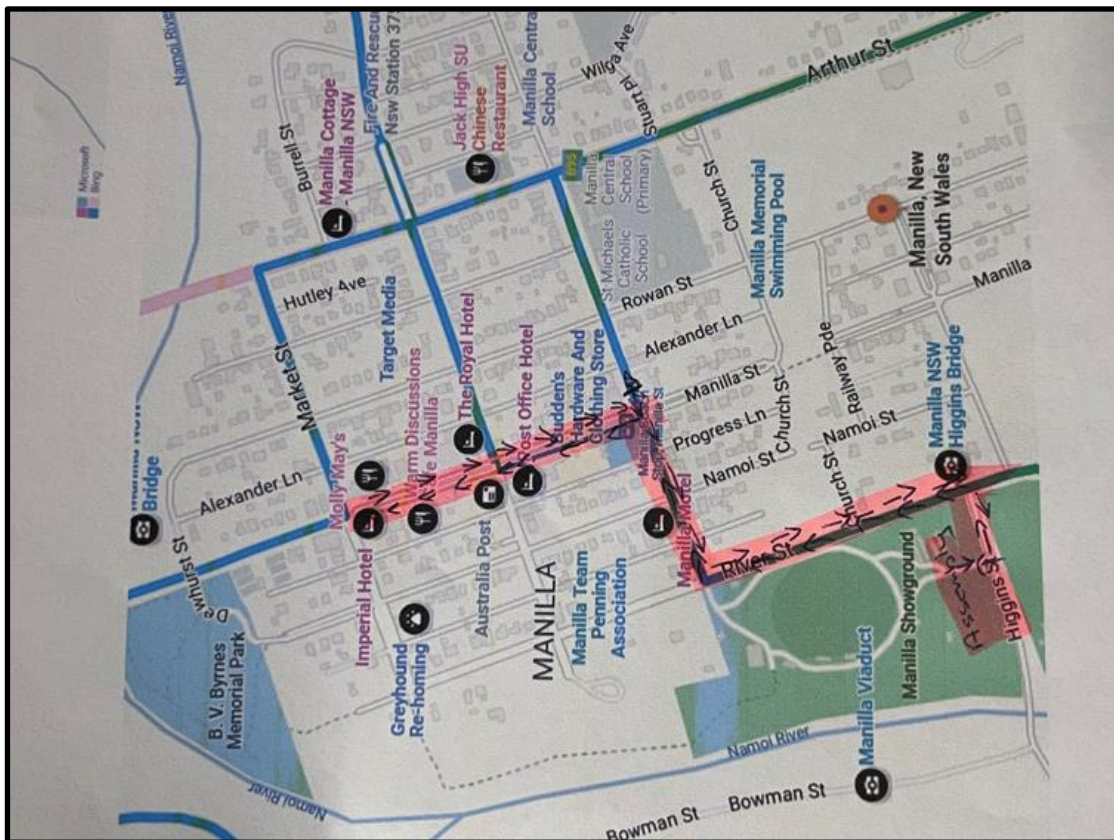 Microsoft
Bing
Namoi River
Namoi River
Burrell St
Manilla Cottage
- Manilla NSW
Fire And Rescue
Nsw Station 37
Jack High SU
Chinese
Restaurant
Manilla Central
School
Wilga Ave
Stuart Pl
Arthur St
B95
Hutley Ave
Market St
Target Media
Manilla
Central
School
(Primary)
St Michaels
Catholic
School
Church St
Manilla Memorial
Swimming Pool
Manilla, New
South Wales
Rowan St
Alexander Ln
Manilla
Bridge
Alexander Ln
Molly May's
Warm Discussions
The Royal Hotel
Post Office Hotel
Hardware And
Clothing Store
Manilla St
Progress Ln
Church St
Railway Pde
Namoi St
Namoi St
Manilla NSW
Higgins Bridge
Dewhurst St
Imperial Hotel
Australia Post
MANILLA
Manilla Motel
River St
Church St
B. V. Byrnes
Memorial Park
Greyhound
Re-homing
Manilla Team
Penning
Association
Manilla Showground
Assembly
Higgins St
Namoi River
Namoi River
Manilla Viaduct
Bowman St
Bowman St